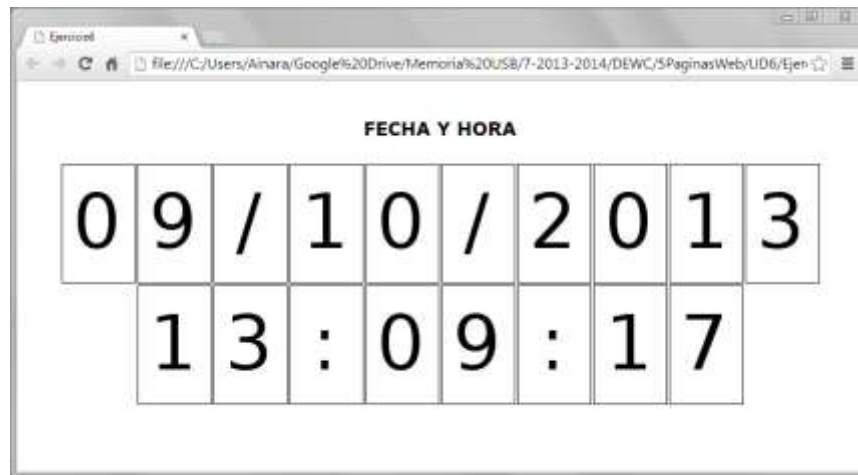 file:///C:/Users/Ainara/Google%20Drive/Memoria%20USB/7-2013-2014/DEWC/5PaginasWeb/UD6/Ejer
FECHA Y HORA
09/10/2013
13:09:17